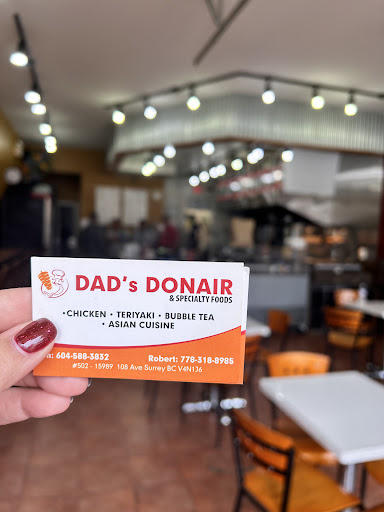 DAD's DONAIR
& SPECIALTY FOODS
•CHICKEN • TERIYAKI • BUBBLE TEA
• ASIAN CUISINE
: 604-588-3832 Robert: 778-318-8985
#502 - 15989 108 Ave Surrey BC V4N1J6